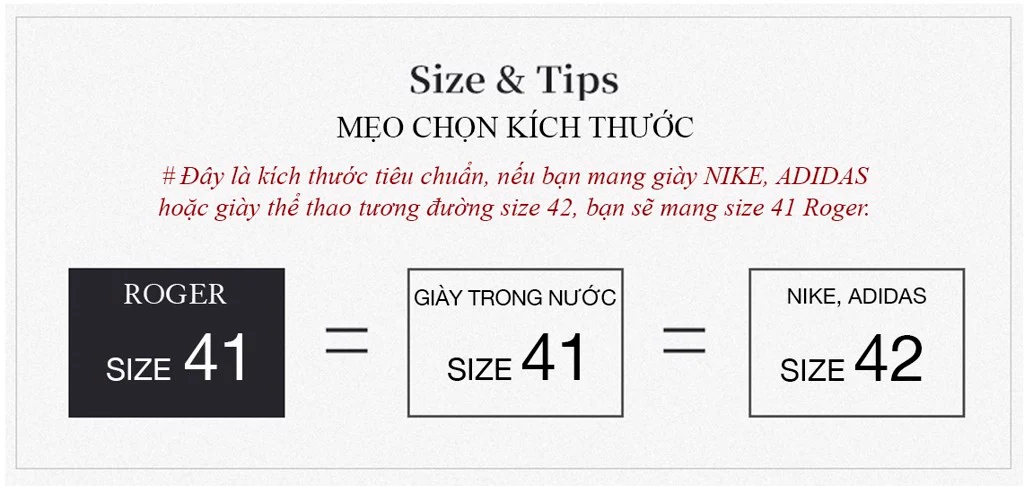 Size & Tips
MẸO CHỌN KÍCH THƯỚC
# Đây là kích thước tiêu chuẩn, nếu bạn mang giày NIKE, ADIDAS
hoặc giày thể thao tương đường size 42, bạn sẽ mang size 41 Roger.
ROGER
SIZE 41
=
GIÀY TRONG NƯỚC
SIZE 41
=
NIKE, ADIDAS
SIZE 42